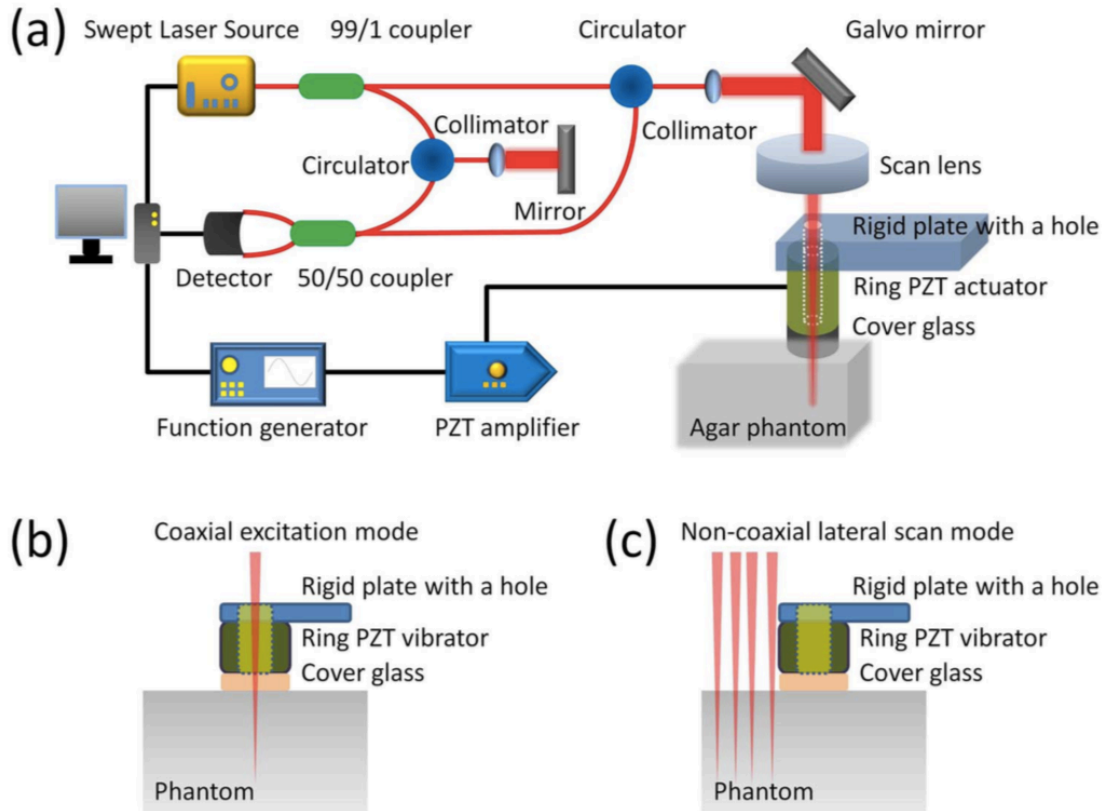 (a)
Swept Laser Source
99/1 coupler
Circulator
Galvo mirror
Collimator
Collimator
Circulator
Scan lens
Mirror
Rigid plate with a hole
Detector
50/50 coupler
Ring PZT actuator
Cover glass
Function generator
PZT amplifier
Agar phantom
(b)
Coaxial excitation mode
Rigid plate with a hole
Ring PZT vibrator
Cover glass
Phantom
(c)
Non-coaxial lateral scan mode
Rigid plate with a hole
Ring PZT vibrator
Cover glass
Phantom